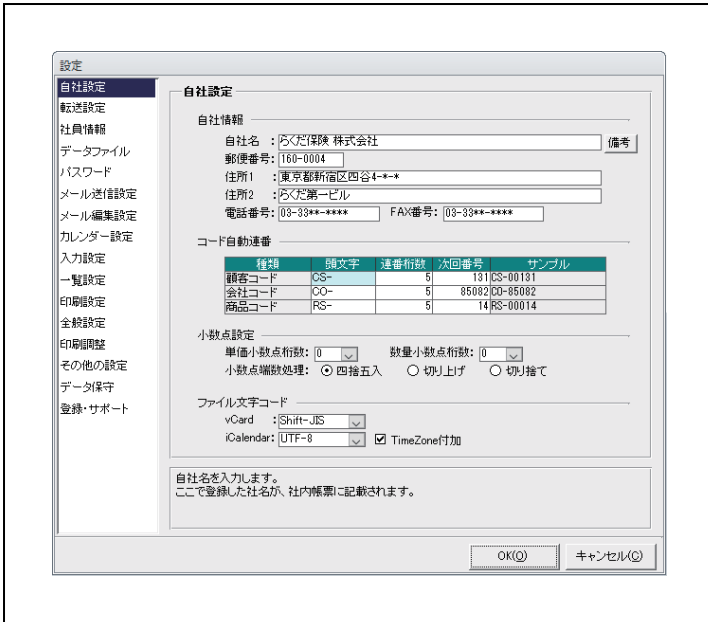 設定
自社設定
転送設定
社員情報
データファイル
パスワード
メール送信設定
メール編集設定
カレンダー設定
入力設定
一覧設定
印刷設定
全般設定
印刷調整
その他の設定
データ保守
登録・サポート
自社設定
自社情報
自社名 :らくだ保険 株式会社 備考
郵便番号:160-0004
住所1 :東京都新宿区四谷4-*-*
住所2 :らくだ第一ビル
電話番号:03-33**-**** FAX番号:03-33**-****
コード自動連番
種類 頭文字 連番桁数 次回番号 サンプル
顧客コード CS- 5 131 CS-00131
会社コード CO- 5 85082 CO-85082
商品コード RS- 5 14 RS-00014
小数点設定
単価小数点桁数: 0 数量小数点桁数: 0
小数点端数処理: 四捨五入 切り上げ 切り捨て
ファイル文字コード
vCard :Shift-JIS
iCalendar:UTF-8 TimeZone付加
自社名を入力します。
ここで登録した社名が、社内帳票に記載されます。
OK(O) キャンセル(C)